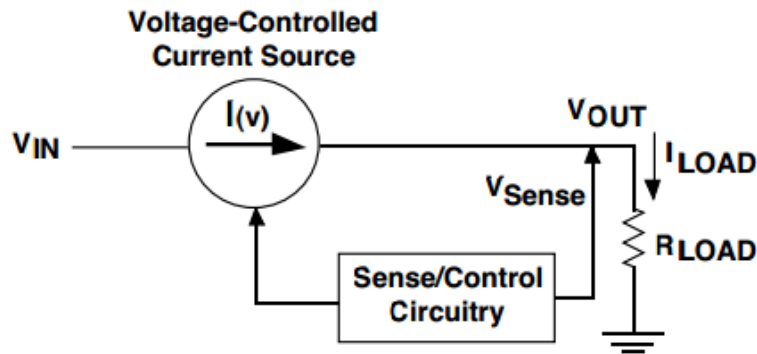 Voltage-Controlled
Current Source
I(v)
VIN
VOUT
ILOAD
VSense
RLOAD
Sense/Control
Circuitry